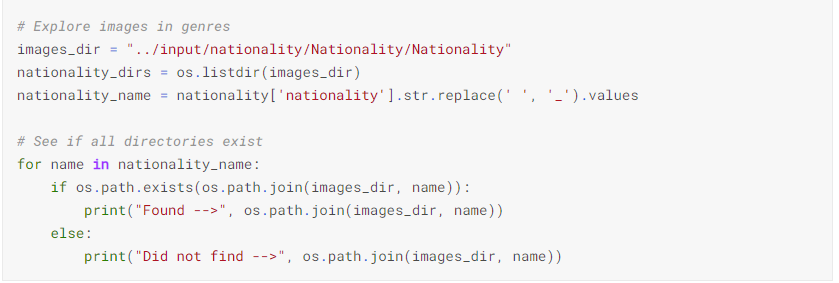 # Explore images in genres
images_dir = "../input/nationality/Nationality/Nationality"
nationality_dirs = os.listdir(images_dir)
nationality_name = nationality['nationality'].str.replace(' ', '_').values

# See if all directories exist
for name in nationality_name:
    if os.path.exists(os.path.join(images_dir, name)):
        print("Found -->", os.path.join(images_dir, name))
    else:
        print("Did not find -->", os.path.join(images_dir, name))